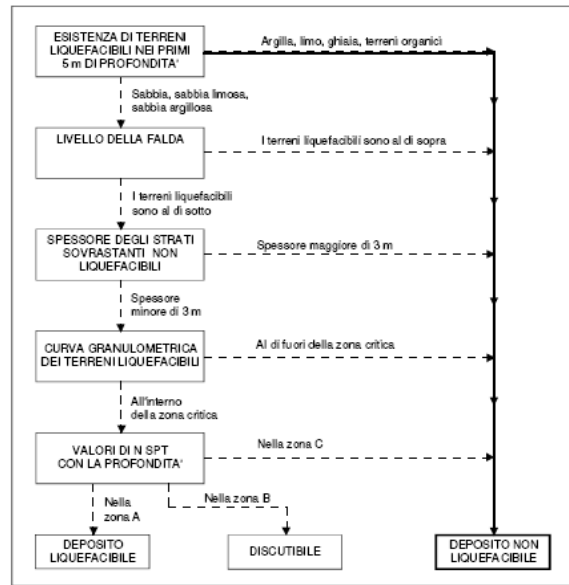 ESISTENZA DI TERRENI
LIQUEFACIBILI NEI PRIMI
5 m DI PROFONDITA'
Argilla, limo, ghiaia, terreni organici
Sabbia, sabbia limosa,
sabbia argillosa
LIVELLO DELLA FALDA
I terreni liquefacibili sono al di sopra
I terreni liquefacibili
sono al di sotto
SPESSORE DEGLI STRATI
SOVRASTANTI NON
LIQUEFACIBILI
Spessore maggiore di 3 m
Spessore
minore di 3 m
CURVA GRANULOMETRICA
DEI TERRENI LIQUEFACIBILI
Al di fuori della zona critica
All'interno
della zona critica
VALORI DI N SPT
CON LA PROFONDITA'
Nella zona C
Nella
zona A
Nella zona B
DEPOSITO
LIQUEFACIBILE
DISCUTIBILE
DEPOSITO NON
LIQUEFACIBILE